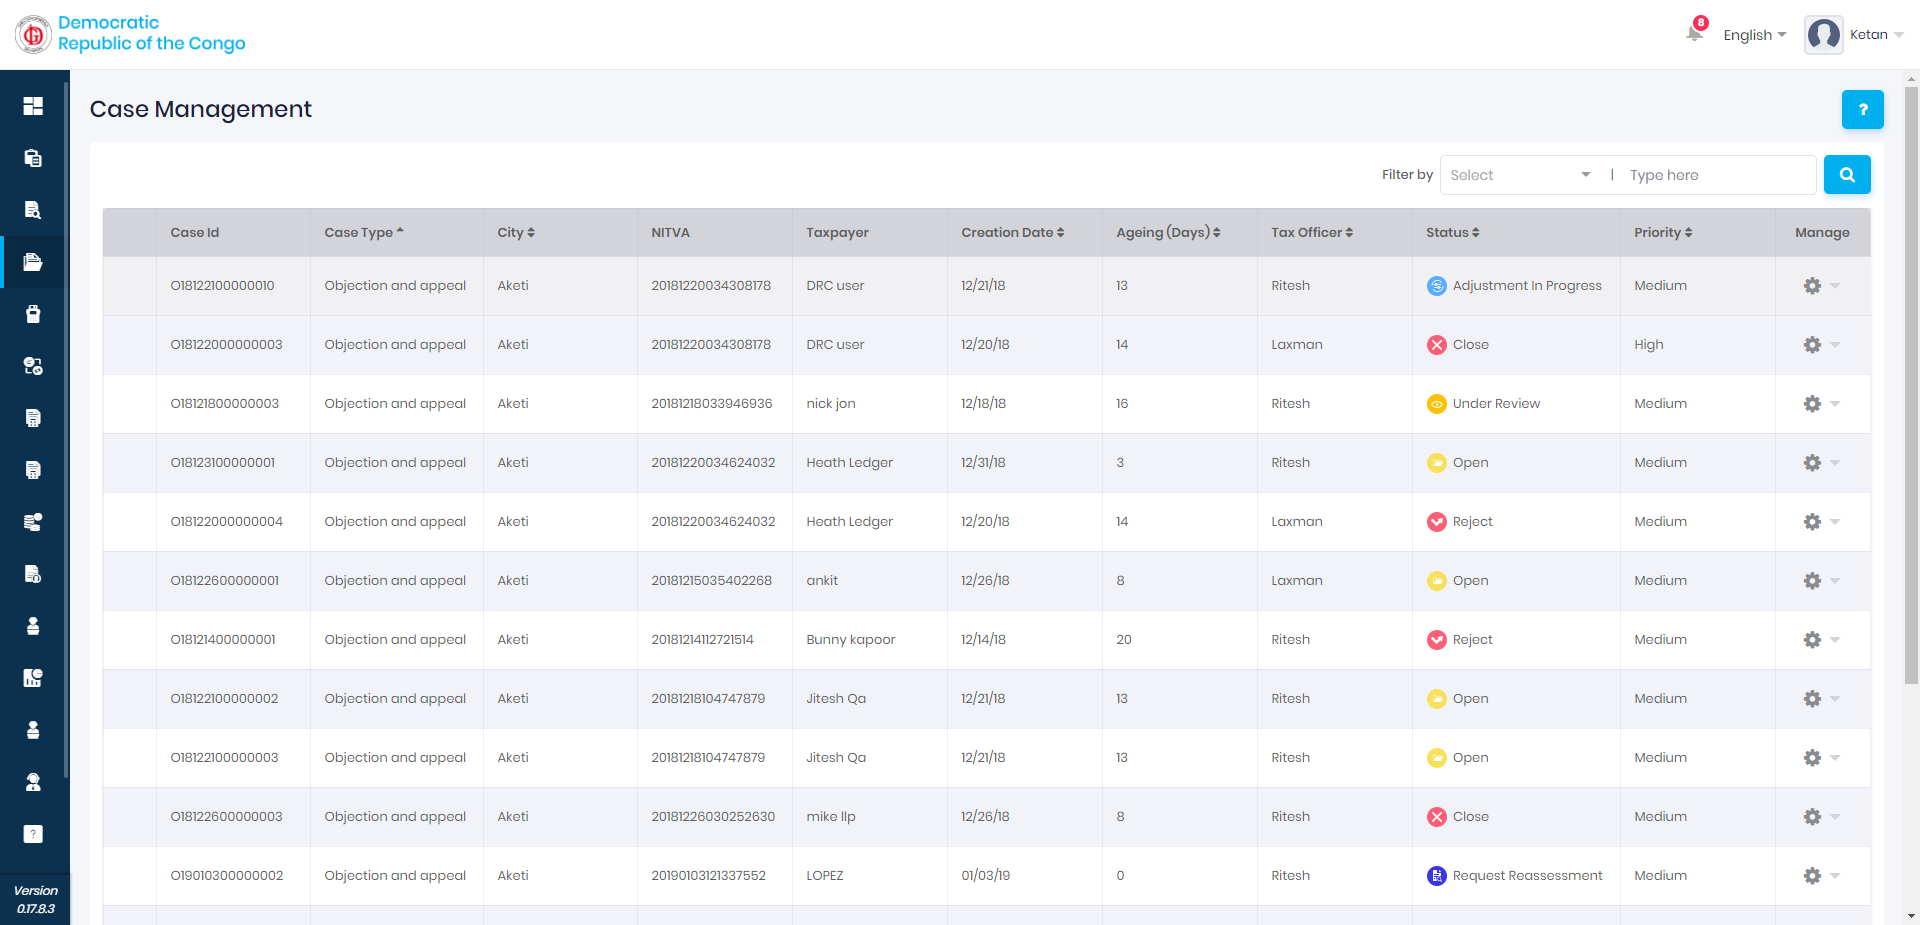 Democratic
Republic of the Congo
8
English
Ketan
Case Management
?
Filter by Select | Type here
Case Id Case Type City NITVA Taxpayer Creation Date Ageing (Days) Tax Officer Status Priority Manage
O18122100000010 Objection and appeal Aketi 20181220034308178 DRC user 12/21/18 13 Ritesh Adjustment In Progress Medium
O18122000000003 Objection and appeal Aketi 20181220034308178 DRC user 12/20/18 14 Laxman Close High
O18121800000003 Objection and appeal Aketi 20181218033946936 nick jon 12/18/18 16 Ritesh Under Review Medium
O18123100000001 Objection and appeal Aketi 20181220034624032 Heath Ledger 12/31/18 3 Ritesh Open Medium
O18122000000004 Objection and appeal Aketi 20181220034624032 Heath Ledger 12/20/18 14 Laxman Reject Medium
O18122600000001 Objection and appeal Aketi 20181215035402268 ankit 12/26/18 8 Laxman Open Medium
O18121400000001 Objection and appeal Aketi 20181214112721514 Bunny kapoor 12/14/18 20 Ritesh Reject Medium
O18122100000002 Objection and appeal Aketi 20181218104747879 Jitesh Qa 12/21/18 13 Ritesh Open Medium
O18122100000003 Objection and appeal Aketi 20181218104747879 Jitesh Qa 12/21/18 13 Ritesh Open Medium
O18122600000003 Objection and appeal Aketi 20181226030252630 mike llp 12/26/18 8 Ritesh Close Medium
O19010300000002 Objection and appeal Aketi 20190103121337552 LOPEZ 01/03/19 0 Ritesh Request Reassessment Medium
?
Version
0.17.8.3